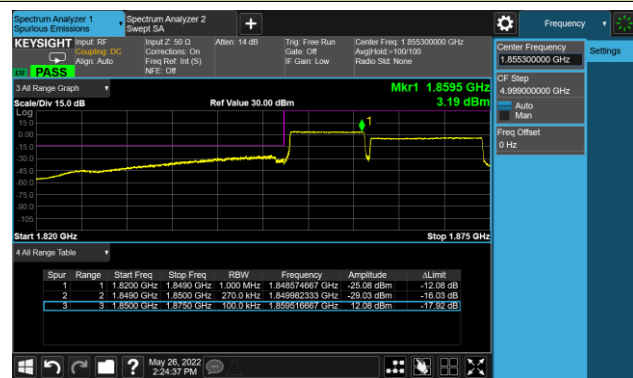 Spectrum Analyzer 1
Spurious Emissions
Spectrum Analyzer 2
Swept SA
Frequency
KEYSIGHT
Input: RF
Coupling: DC
Align: Auto
Input Z: 50 Ω
Corrections: On
Freq Ref: Int (S)
NFE: Off
Atten: 14 dB
Trig: Free Run
Gate: Off
IF Gain: Low
Center Freq: 1.855300000 GHz
Avg|Hold:>100/100
Radio Std: None
PASS
Center Frequency
1.855300000 GHz
Settings
CF Step
4.999000000 GHz
Auto
Man
Freq Offset
0 Hz
3 All Range Graph
Mkr1 1.8595 GHz
Scale/Div 15.0 dB
Ref Value 30.00 dBm
3.19 dBm
Log
15.0
0.00
-15.0
-30.0
-45.0
-60.0
-75.0
-90.0
-105
1
Start 1.820 GHz
Stop 1.875 GHz
4 All Range Table
Spur Range Start Freq Stop Freq RBW Frequency Amplitude ΔLimit
1 1 1.8200 GHz 1.8490 GHz 1.000 MHz 1.848574667 GHz -25.08 dBm -12.08 dB
2 2 1.8490 GHz 1.8500 GHz 270.0 kHz 1.849982333 GHz -29.03 dBm -16.03 dB
3 3 1.8500 GHz 1.8750 GHz 100.0 kHz 1.859516667 GHz 12.08 dBm -17.92 dB
?
May 26, 2022
2:24:37 PM